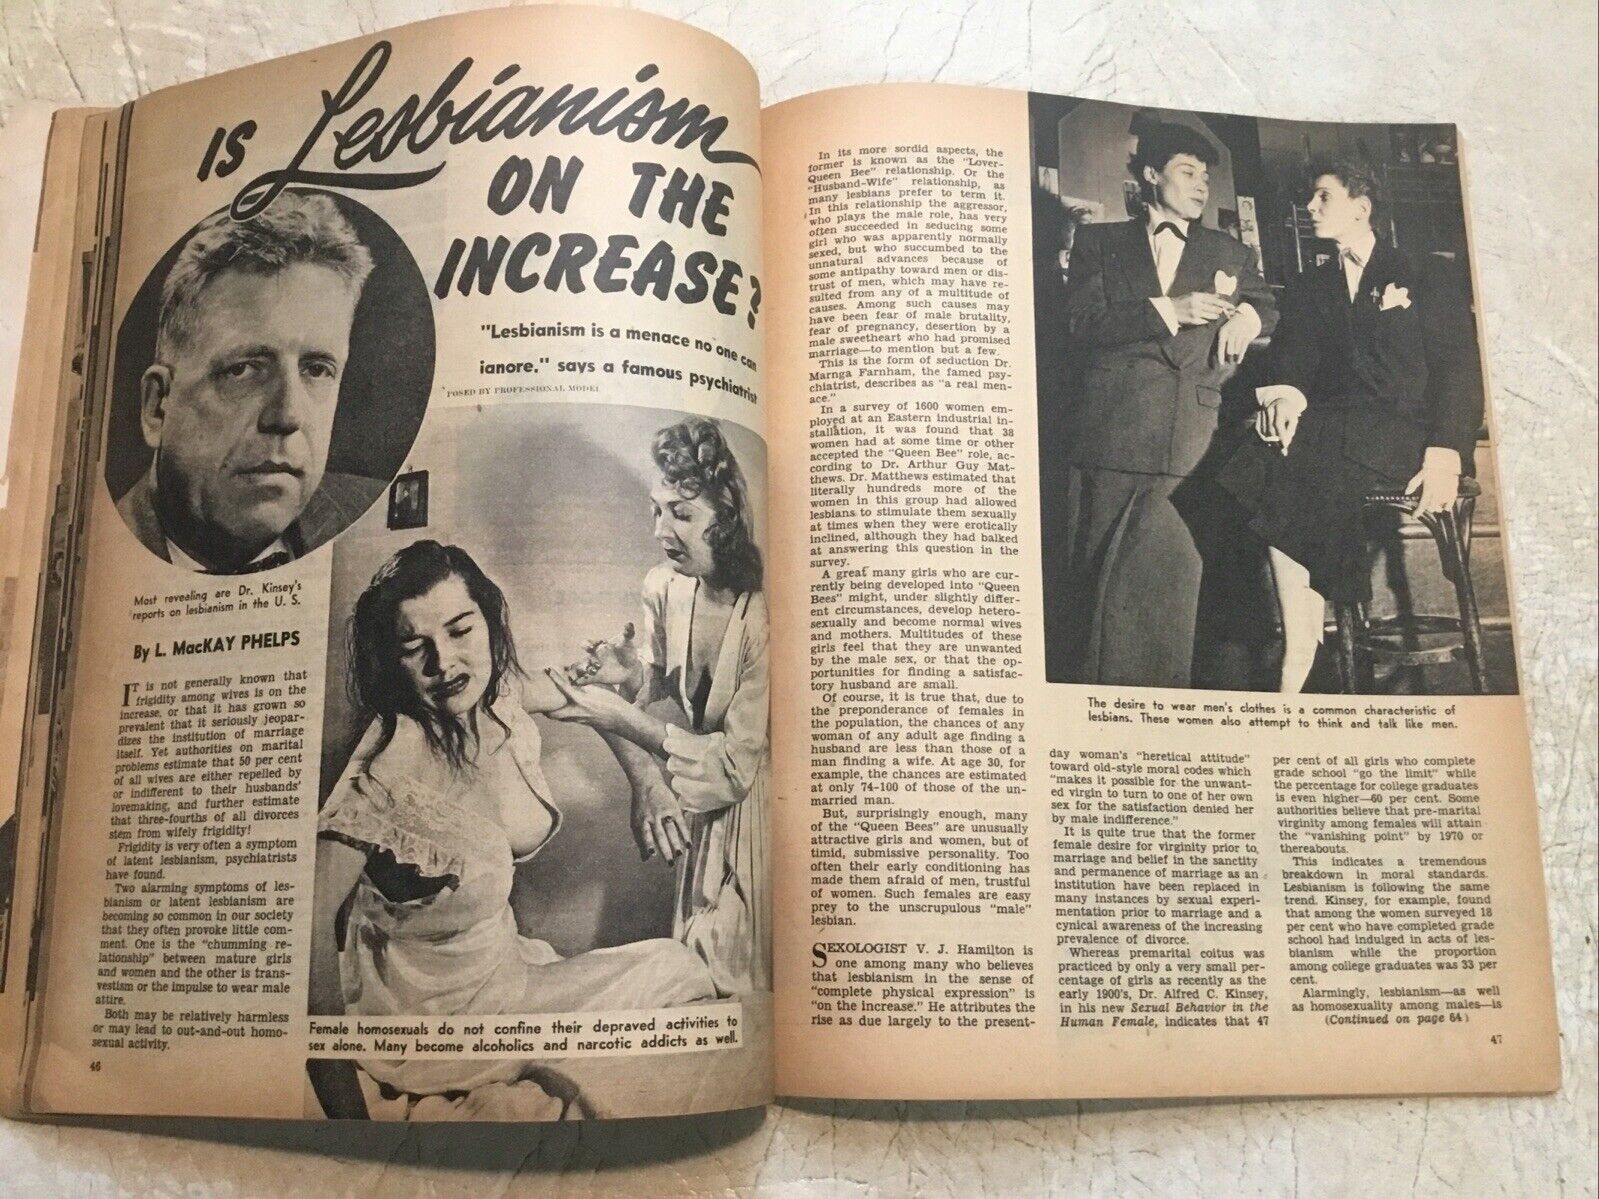 IS Lesbianism
ON THE
INCREASE?
"Lesbianism is a menace no one can
ignore." says a famous psychiatrist
POSED BY PROFESSIONAL MODEL
Most revealing are Dr. Kinsey's
reports on lesbianism in the U. S.
By L. MacKAY PHELPS
IT is not generally known that
frigidity among wives is on the
increase, or that it has grown so
prevalent that it seriously jeopar-
dizes the institution of marriage
itself. Yet authorities on marital
problems estimate that 50 per cent
of all wives are either repelled by
or indifferent to their husbands'
lovemaking, and further estimate
that three-fourths of all divorces
stem from wifely frigidity!
Frigidity is very often a symptom
of latent lesbianism, psychiatrists
have found.
Two alarming symptoms of les-
bianism or latent lesbianism are
becoming so common in our society
that they often provoke little com-
ment. One is the "chumming re-
lationship" between mature girls
and women and the other is trans-
vestism or the impulse to wear male
attire.
Both may be relatively harmless
or may lead to out-and-out homo-
sexual activity.
46
Female homosexuals do not confine their depraved activities to
sex alone. Many become alcoholics and narcotic addicts as well.
In its more sordid aspects, the
former is known as the "Lover-
Queen Bee" relationship. Or the
"Husband-Wife" relationship, as
many lesbians prefer to term it.
In this relationship the aggressor,
who plays the male role, has very
often succeeded in seducing some
girl who was apparently normally
sexed, but who succumbed to the
unnatural advances because of
some antipathy toward men or dis-
trust of men, which may have re-
sulted from any of a multitude of
causes. Among such causes may
have been fear of male brutality,
fear of pregnancy, desertion by a
male sweetheart who had promised
marriage—to mention but a few.
This is the form of seduction Dr.
Marnga Farnham, the famed psy-
chiatrist, describes as "a real men-
ace."
In a survey of 1600 women em-
ployed at an Eastern industrial in-
stallation, it was found that 38
women had at some time or other
accepted the "Queen Bee" role, ac-
cording to Dr. Arthur Guy Mat-
thews. Dr. Matthews estimated that
literally hundreds more of the
women in this group had allowed
lesbians to stimulate them sexually
at times when they were erotically
inclined, although they had balked
at answering this question in the
survey.
A great many girls who are cur-
rently being developed into "Queen
Bees" might, under slightly differ-
ent circumstances, develop hetero-
sexually and become normal wives
and mothers. Multitudes of these
girls feel that they are unwanted
by the male sex, or that the op-
portunities for finding a satisfac-
tory husband are small.
Of course, it is true that, due to
the preponderance of females in
the population, the chances of any
woman of any adult age finding a
husband are less than those of a
man finding a wife. At age 30, for
example, the chances are estimated
at only 74-100 of those of the un-
married man.
But, surprisingly enough, many
of the "Queen Bees" are unusually
attractive girls and women, but of
timid, submissive personality. Too
often their early conditioning has
made them afraid of men, trustful
of women. Such females are easy
prey to the unscrupulous "male"
lesbian.
SEXOLOGIST V. J. Hamilton is
one among many who believes
that lesbianism in the sense of
"complete physical expression" is
"on the increase." He attributes the
rise as due largely to the present-
The desire to wear men's clothes is a common characteristic of
lesbians. These women also attempt to think and talk like men.
day woman's "heretical attitude"
toward old-style moral codes which
"makes it possible for the unwant-
ed virgin to turn to one of her own
sex for the satisfaction denied her
by male indifference."
It is quite true that the former
female desire for virginity prior to
marriage and belief in the sanctity
and permanence of marriage as an
institution have been replaced in
many instances by sexual experi-
mentation prior to marriage and a
cynical awareness of the increasing
prevalence of divorce.
Whereas premarital coitus was
practiced by only a very small per-
centage of girls as recently as the
early 1900's, Dr. Alfred C. Kinsey,
in his new Sexual Behavior in the
Human Female, indicates that 47
per cent of all girls who complete
grade school "go the limit" while
the percentage for college graduates
is even higher—60 per cent. Some
authorities believe that pre-marital
virginity among females will attain
the "vanishing point" by 1970 or
thereabouts.
This indicates a tremendous
breakdown in moral standards.
Lesbianism is following the same
trend. Kinsey, for example, found
that among the women surveyed 18
per cent who have completed grade
school had indulged in acts of les-
bianism while the proportion
among college graduates was 33 per
cent.
Alarmingly, lesbianism—as well
as homosexuality among males—is
(Continued on page 64)
47